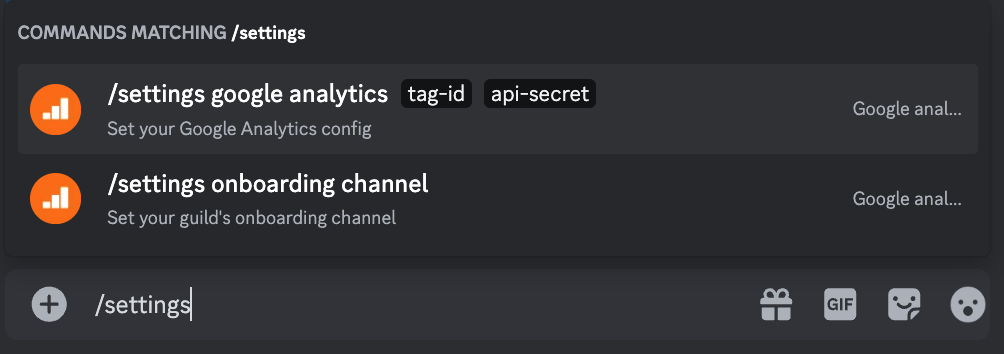 COMMANDS MATCHING /settings
/settings google analytics tag-id api-secret
Set your Google Analytics config
Google anal...
/settings onboarding channel
Set your guild's onboarding channel
Google anal...
/settings
GIF